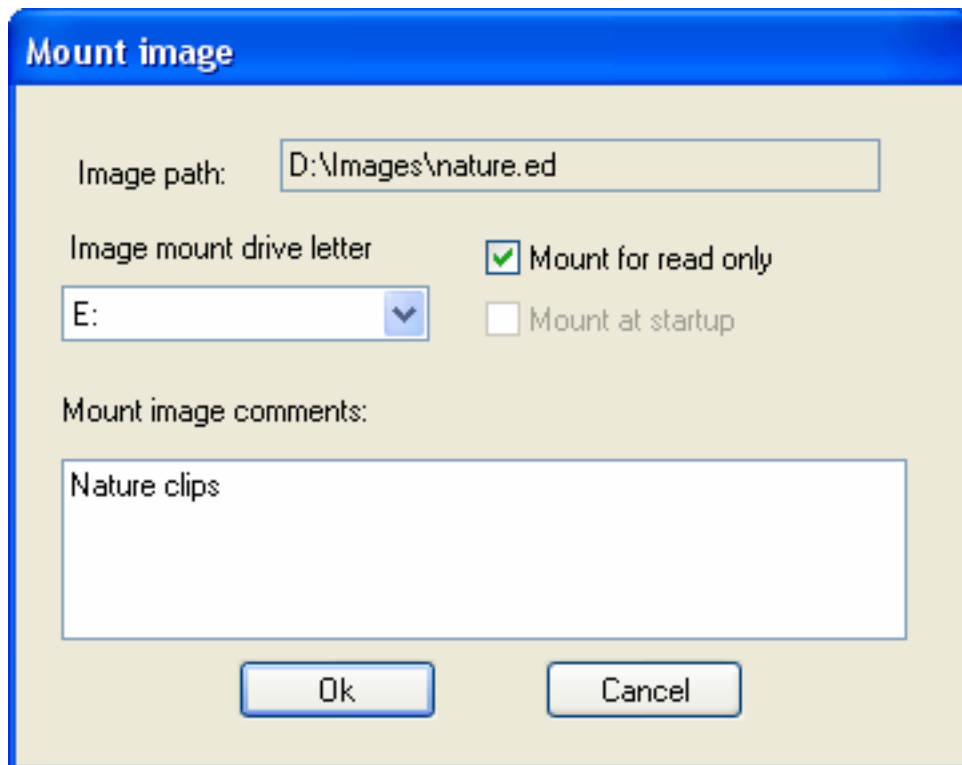 Mount image
Image path: D:\Images\nature.ed
Image mount drive letter
Mount for read only
E:
Mount at startup
Mount image comments:
Nature clips
Ok Cancel